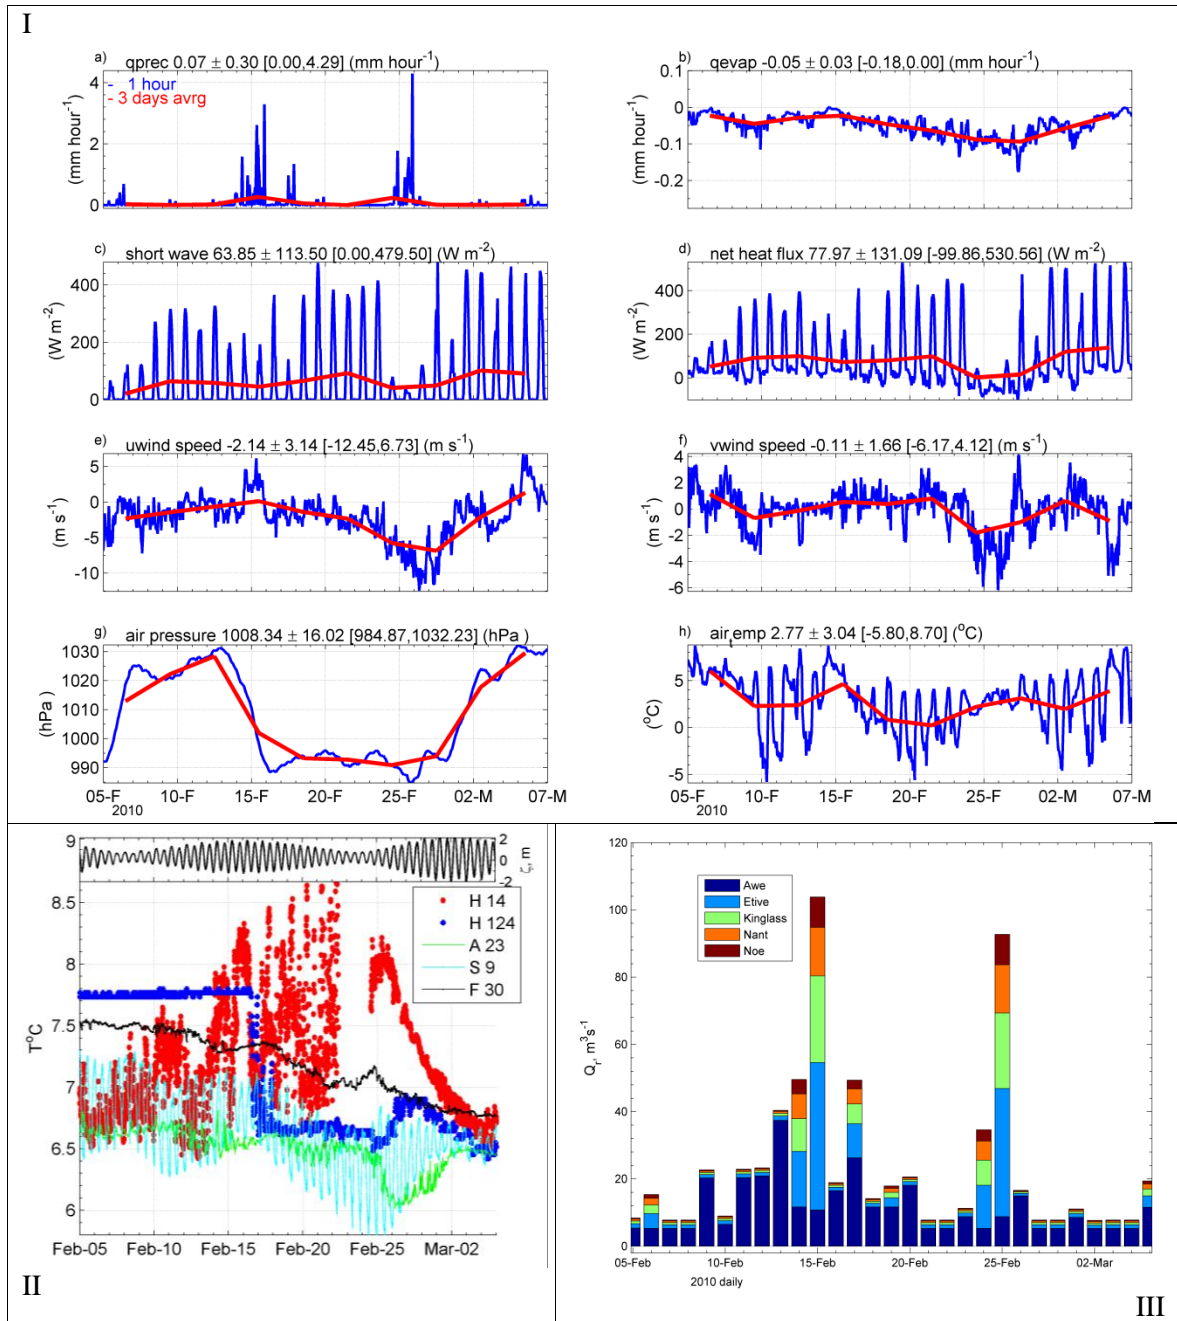 I
a) qprec 0.07 ± 0.30 [0.00,4.29] (mm hour⁻¹)
- 1 hour
- 3 days avrg
(mm hour⁻¹)
4
2
0
b) qevap -0.05 ± 0.03 [-0.18,0.00] (mm hour⁻¹)
(mm hour⁻¹)
0.1
0
-0.1
-0.2
c) short wave 63.85 ± 113.50 [0.00,479.50] (W m⁻²)
(W m⁻²)
400
200
0
d) net heat flux 77.97 ± 131.09 [-99.86,530.56] (W m⁻²)
(W m⁻²)
400
200
0
e) uwind speed -2.14 ± 3.14 [-12.45,6.73] (m s⁻¹)
(m s⁻¹)
5
0
-5
-10
f) vwind speed -0.11 ± 1.66 [-6.17,4.12] (m s⁻¹)
(m s⁻¹)
4
2
0
-2
-4
-6
g) air pressure 1008.34 ± 16.02 [984.87,1032.23] (hPa )
(hPa)
1030
1020
1010
1000
990
05-F 10-F 15-F 20-F 25-F 02-M 07-M
2010
h) airₜemp 2.77 ± 3.04 [-5.80,8.70] (°C)
(°C)
5
0
-5
05-F 10-F 15-F 20-F 25-F 02-M 07-M
2010
9
2
0
-2
ζ, m
H 14
H 124
A 23
S 9
F 30
T°C
8.5
8
7.5
7
6.5
6
Feb-05 Feb-10 Feb-15 Feb-20 Feb-25 Mar-02
II
Awe
Etive
Kinglass
Nant
Noe
Qᵣ, m³s⁻¹
120
100
80
60
40
20
0
05-Feb 10-Feb 15-Feb 20-Feb 25-Feb 02-Mar
2010 daily
III